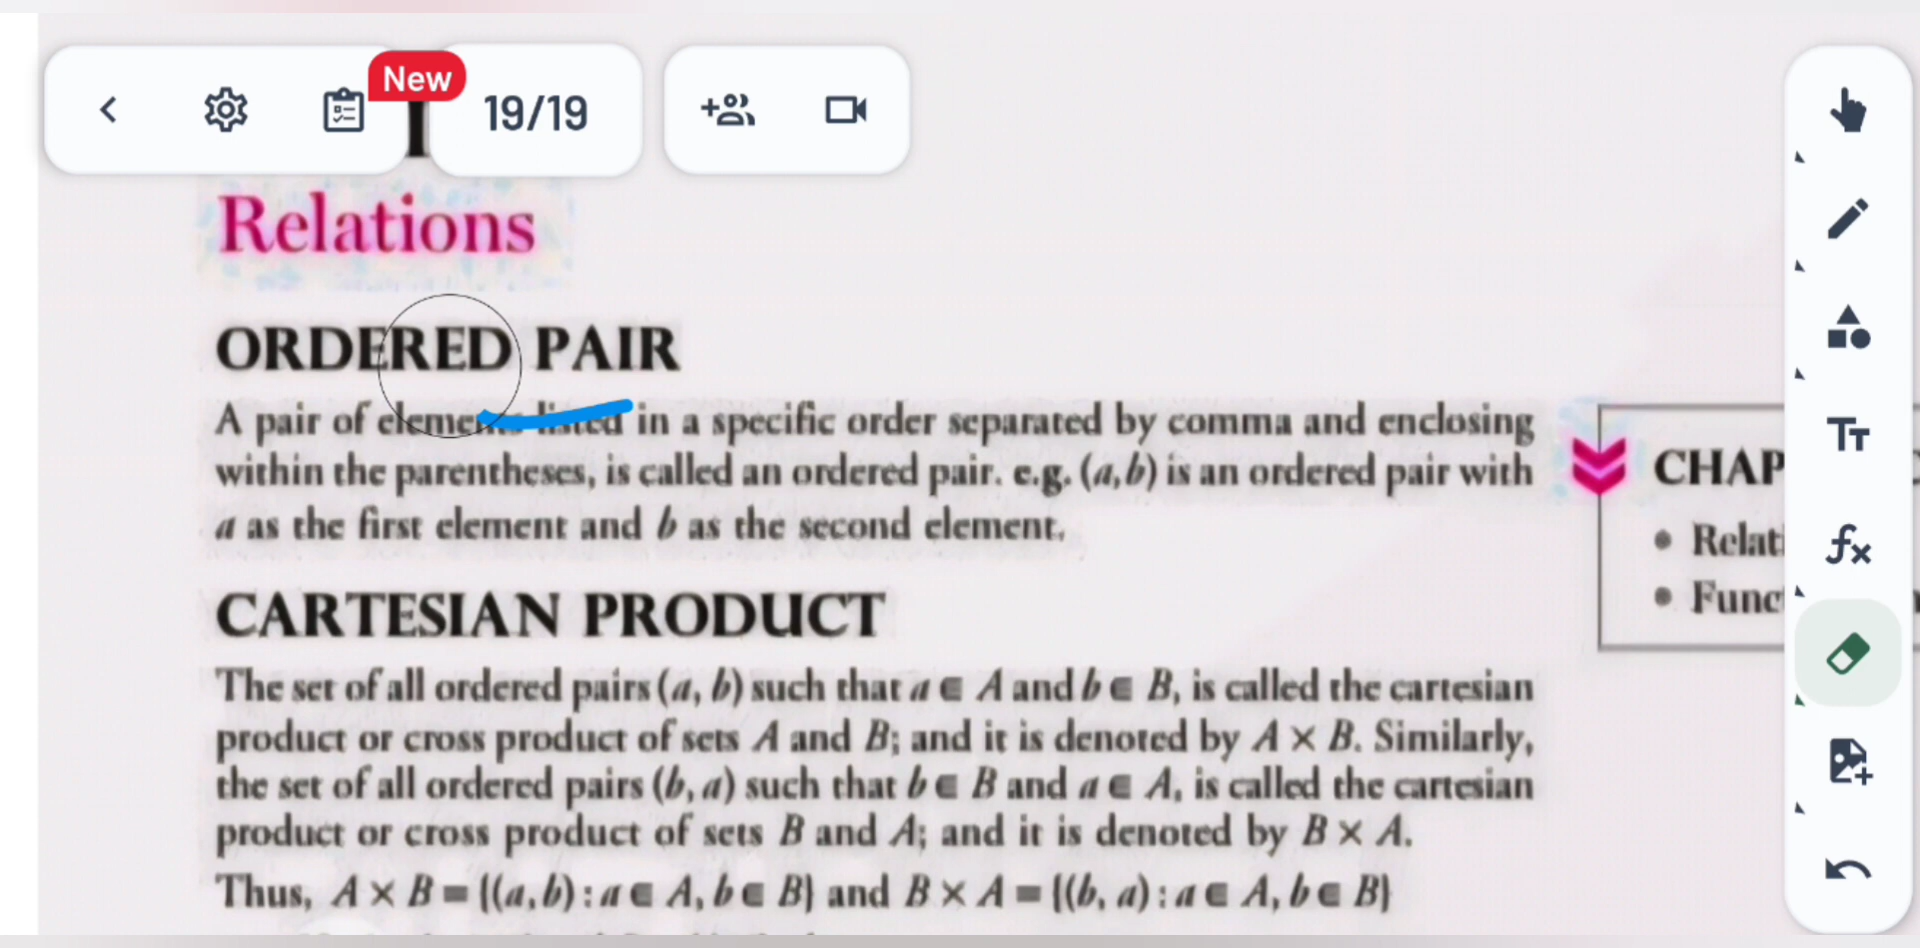 New
19/19
Relations
ORDERED PAIR
A pair of elements listed in a specific order separated by comma and enclosing
within the parentheses, is called an ordered pair. e.g. (a,b) is an ordered pair with
a as the first element and b as the second element.
CARTESIAN PRODUCT
The set of all ordered pairs (a, b) such that a ∈ A and b ∈ B, is called the cartesian
product or cross product of sets A and B; and it is denoted by A × B. Similarly,
the set of all ordered pairs (b, a) such that b ∈ B and a ∈ A, is called the cartesian
product or cross product of sets B and A; and it is denoted by B × A.
Thus, A × B = {(a,b) : a ∈ A, b ∈ B} and B × A = {(b, a) : a ∈ A, b ∈ B}
CHAP
Relati
Funct
Tт
fx